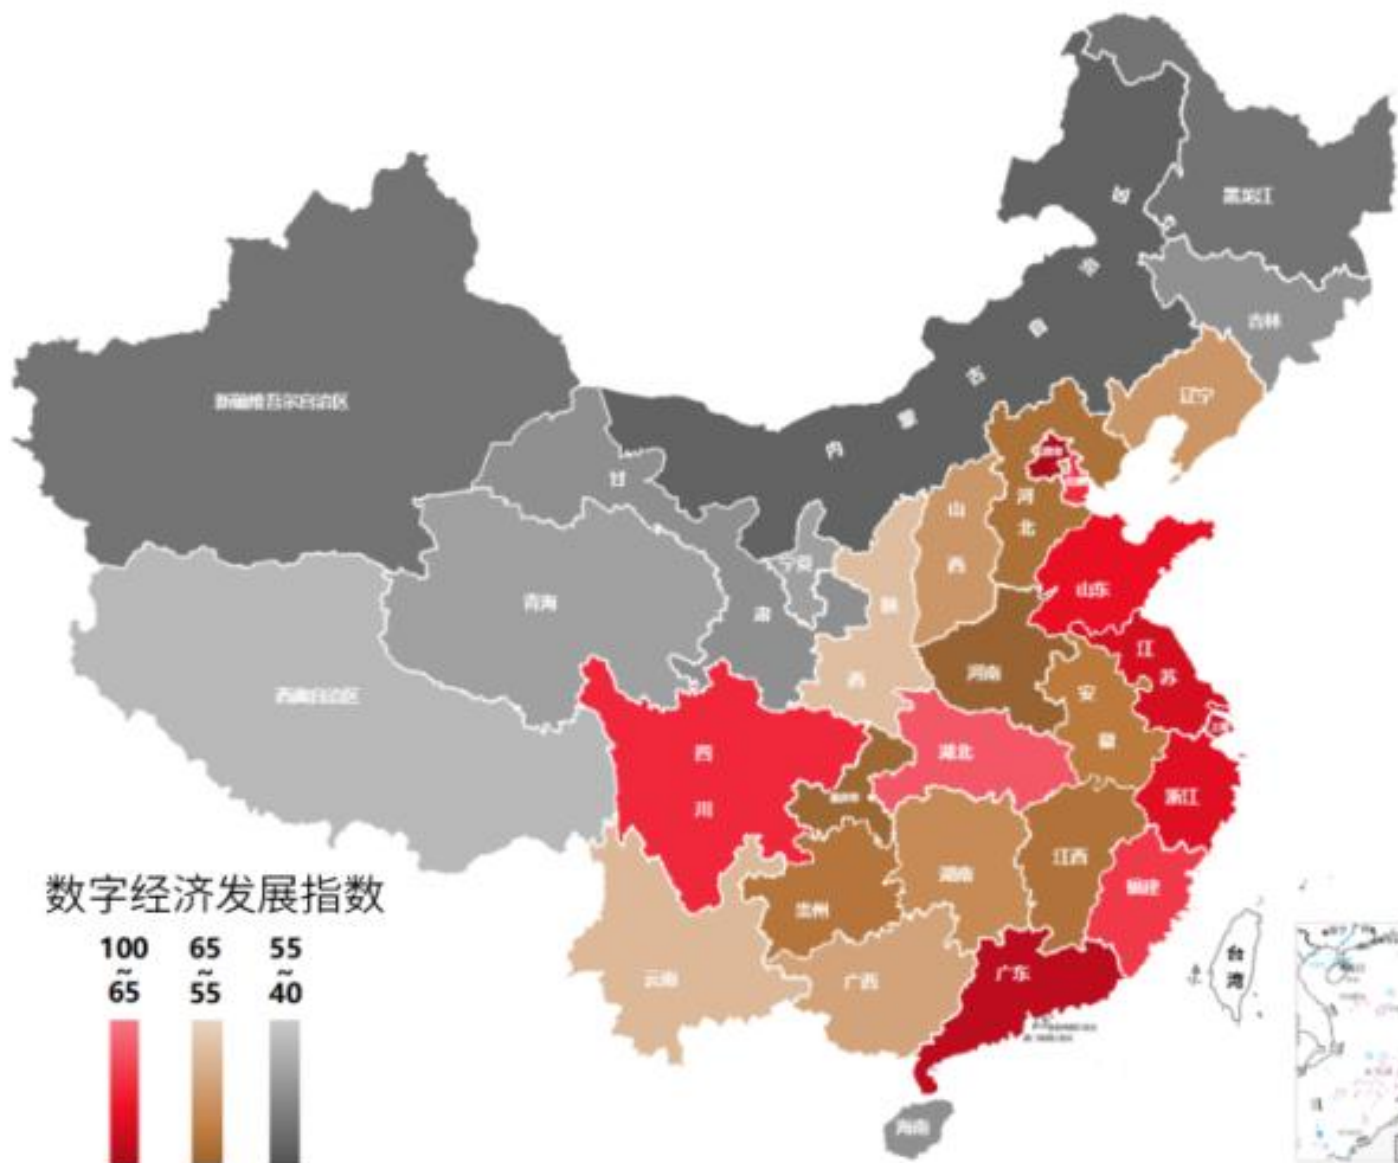 黑龙江
内蒙古自
吉林
新疆维吾尔自治区
辽宁
甘
肃
河
北
山
西
宁夏
青海
陕
西
山东
江
苏
西藏自治区
河南
安
徽
四
川
湖北
浙江
江西
湖南
福建
贵州
云南
广西
广东
台
湾
海南
数字经济发展指数
100
~
65
65
~
55
55
~
40